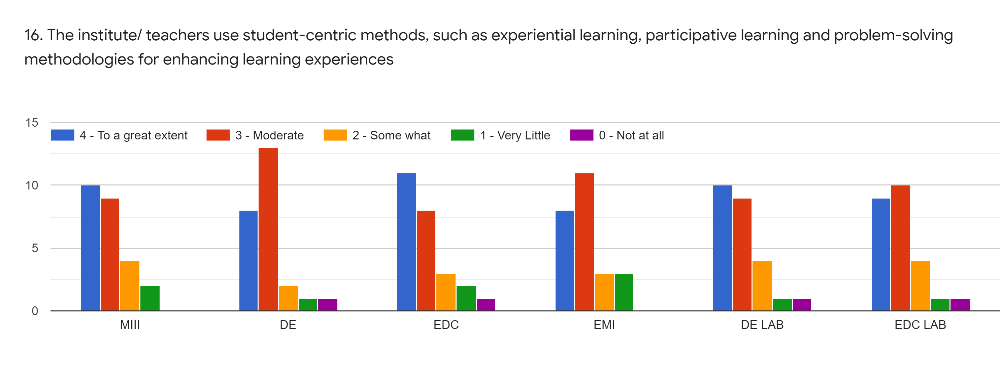 16. The institute/ teachers use student-centric methods, such as experiential learning, participative learning and problem-solving
methodologies for enhancing learning experiences
15
4 - To a great extent 3 - Moderate 2 - Some what 1 - Very Little 0 - Not at all
10
5
0
MIII DE EDC EMI DE LAB EDC LAB